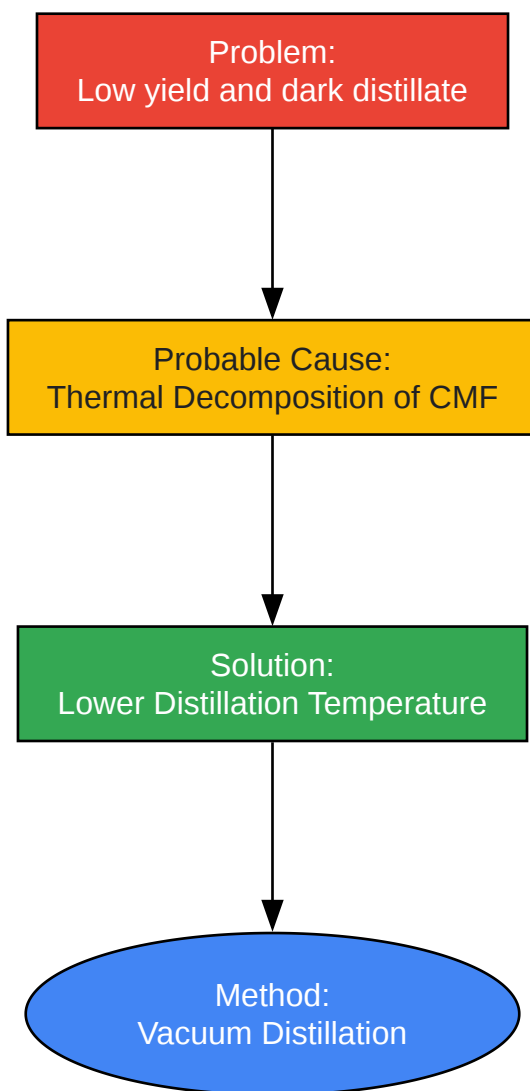 Problem:
Low yield and dark distillate
Probable Cause:
Thermal Decomposition of CMF
Solution:
Lower Distillation Temperature
Method:
Vacuum Distillation